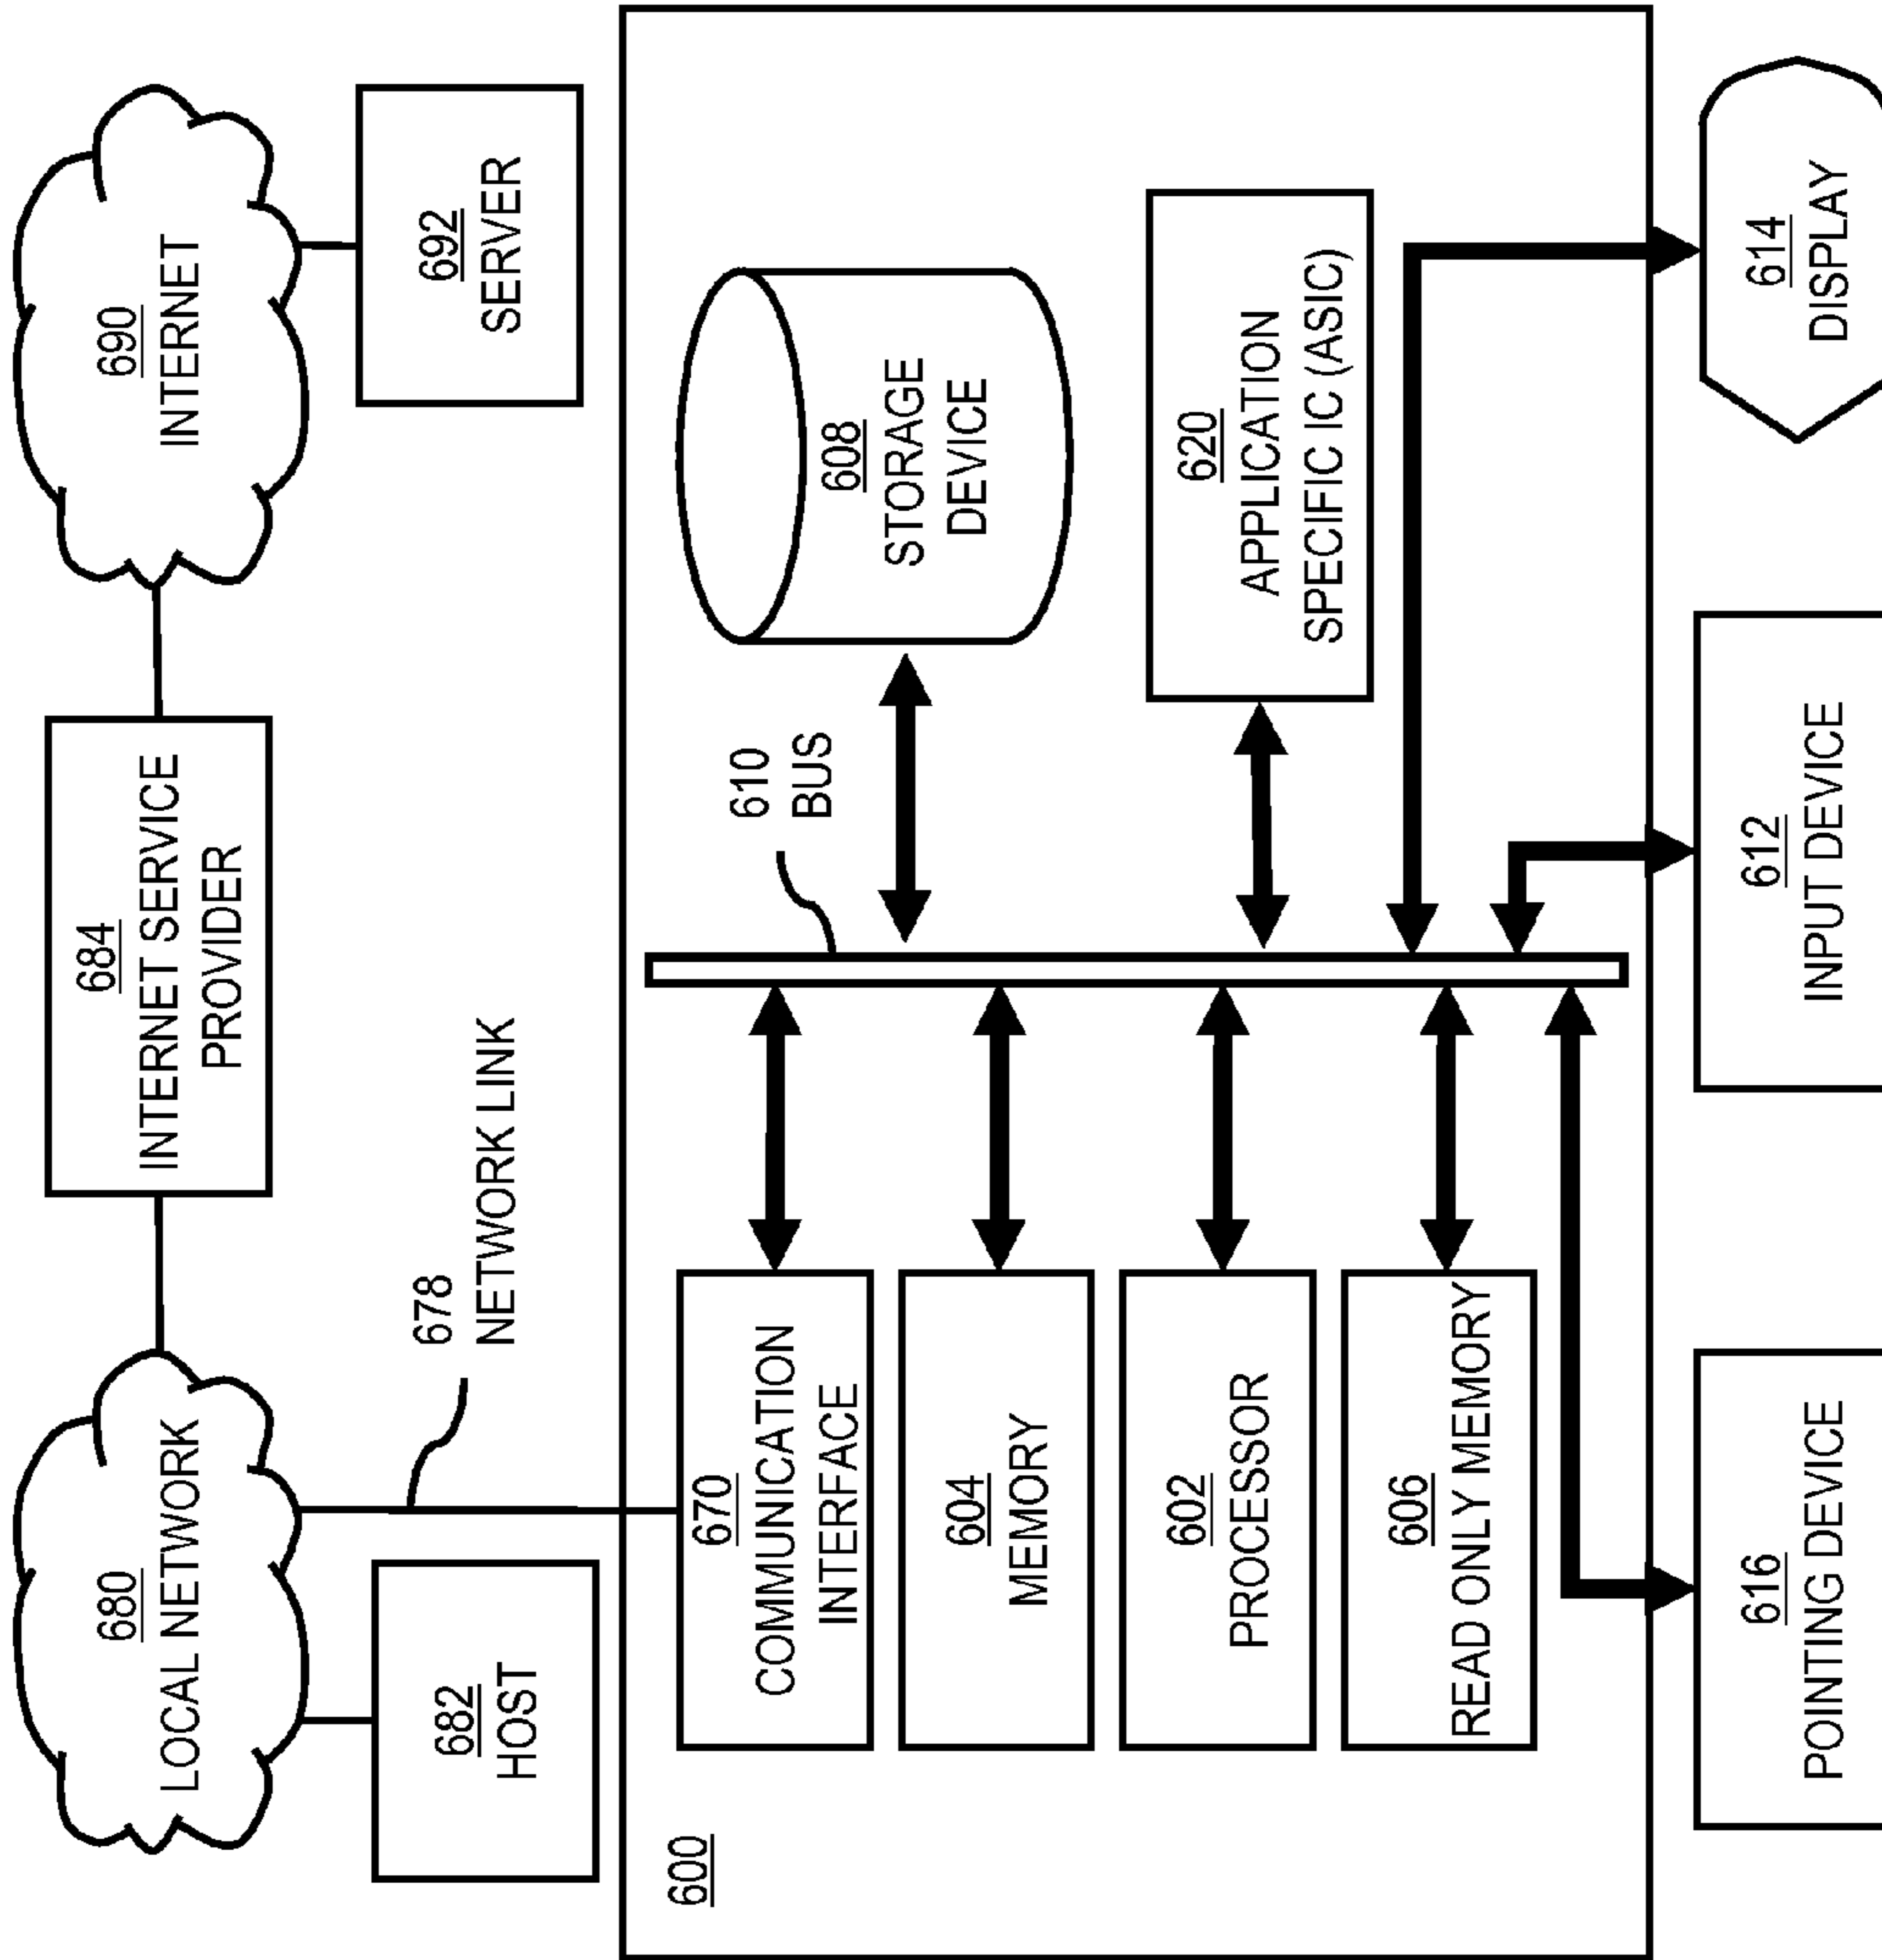 680
LOCAL NETWORK
684
INTERNET SERVICE
PROVIDER
690
INTERNET
682
HOST
678
NETWORK LINK
692
SERVER
600
670
COMMUNICATION
INTERFACE
604
MEMORY
602
PROCESSOR
606
READ ONLY MEMORY
610
BUS
608
STORAGE
DEVICE
620
APPLICATION
SPECIFIC IC (ASIC)
616
POINTING DEVICE
612
INPUT DEVICE
614
DISPLAY